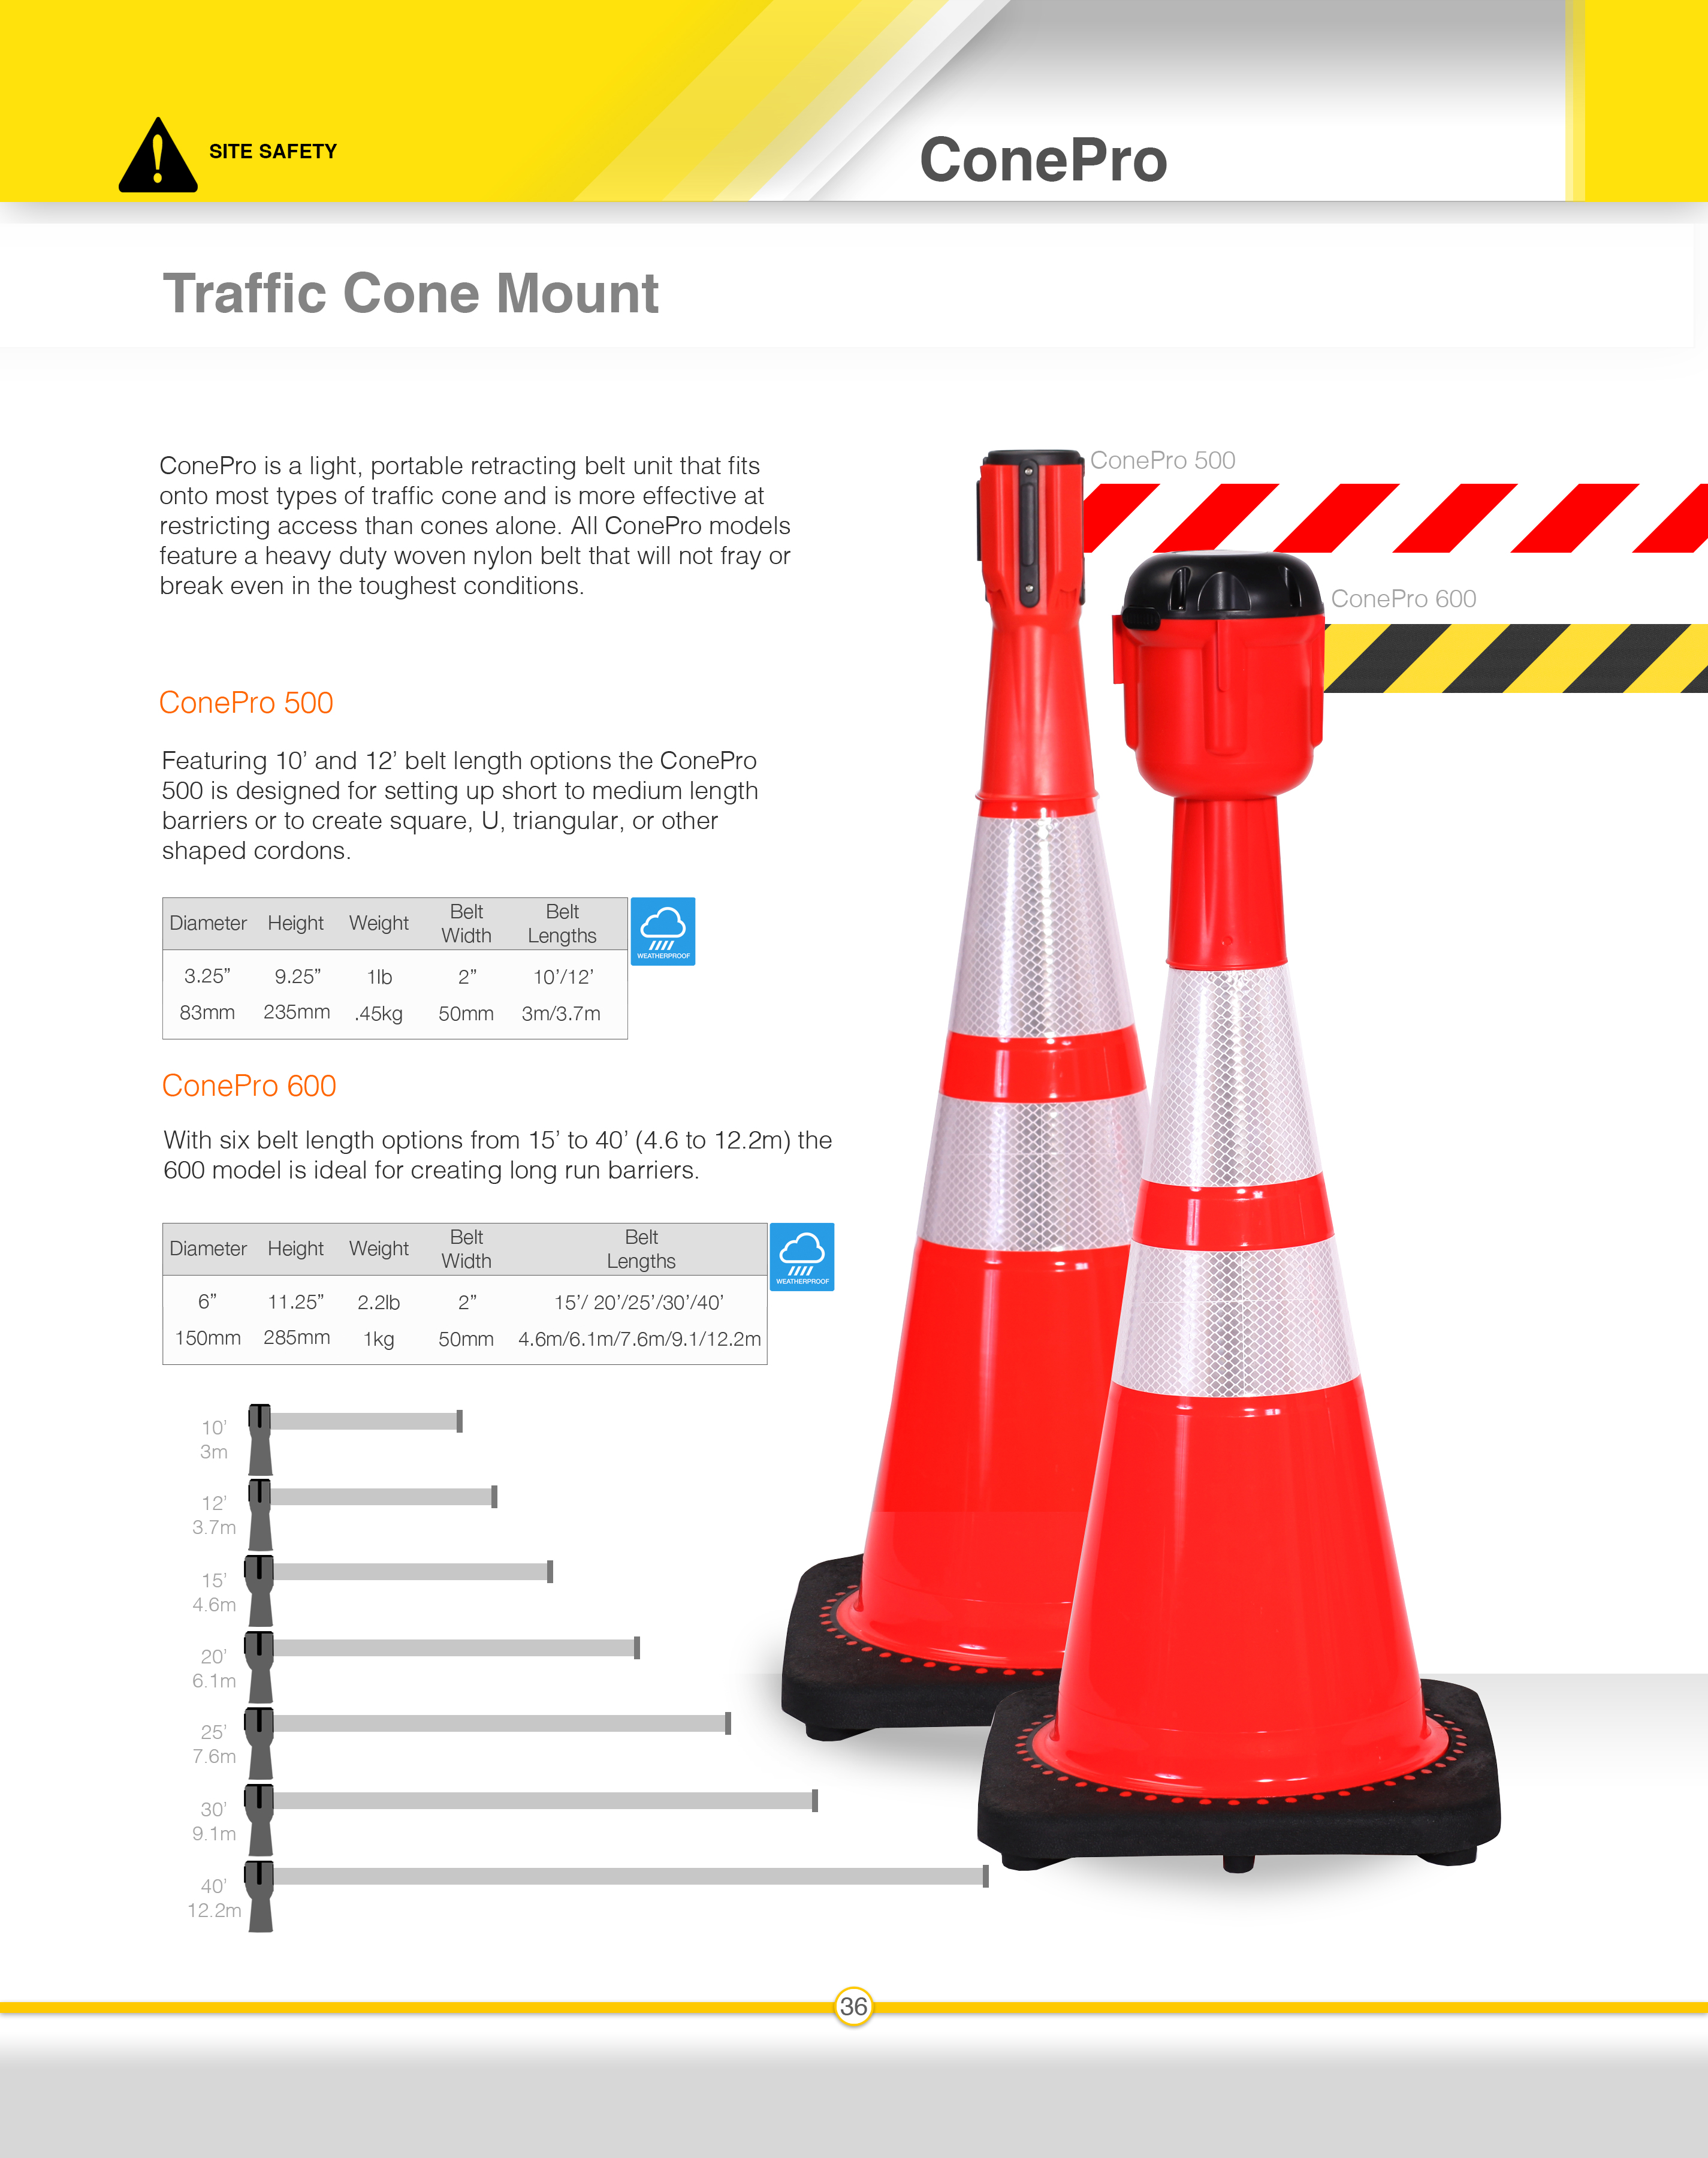 SITE SAFETY
ConePro
Traffic Cone Mount
ConePro is a light, portable retracting belt unit that fits
onto most types of traffic cone and is more effective at
restricting access than cones alone. All ConePro models
feature a heavy duty woven nylon belt that will not fray or
break even in the toughest conditions.
ConePro 500
ConePro 600
ConePro 500
Featuring 10’ and 12’ belt length options the ConePro
500 is designed for setting up short to medium length
barriers or to create square, U, triangular, or other
shaped cordons.
Diameter Height Weight Belt Width Belt Lengths
3.25” 9.25” 1lb 2” 10’/12’
83mm 235mm .45kg 50mm 3m/3.7m
WEATHERPROOF
ConePro 600
With six belt length options from 15’ to 40’ (4.6 to 12.2m) the
600 model is ideal for creating long run barriers.
Diameter Height Weight Belt Width Belt Lengths
6” 11.25” 2.2lb 2” 15’/ 20’/25’/30’/40’
150mm 285mm 1kg 50mm 4.6m/6.1m/7.6m/9.1/12.2m
WEATHERPROOF
10’
3m
12’
3.7m
15’
4.6m
20’
6.1m
25’
7.6m
30’
9.1m
40’
12.2m
36